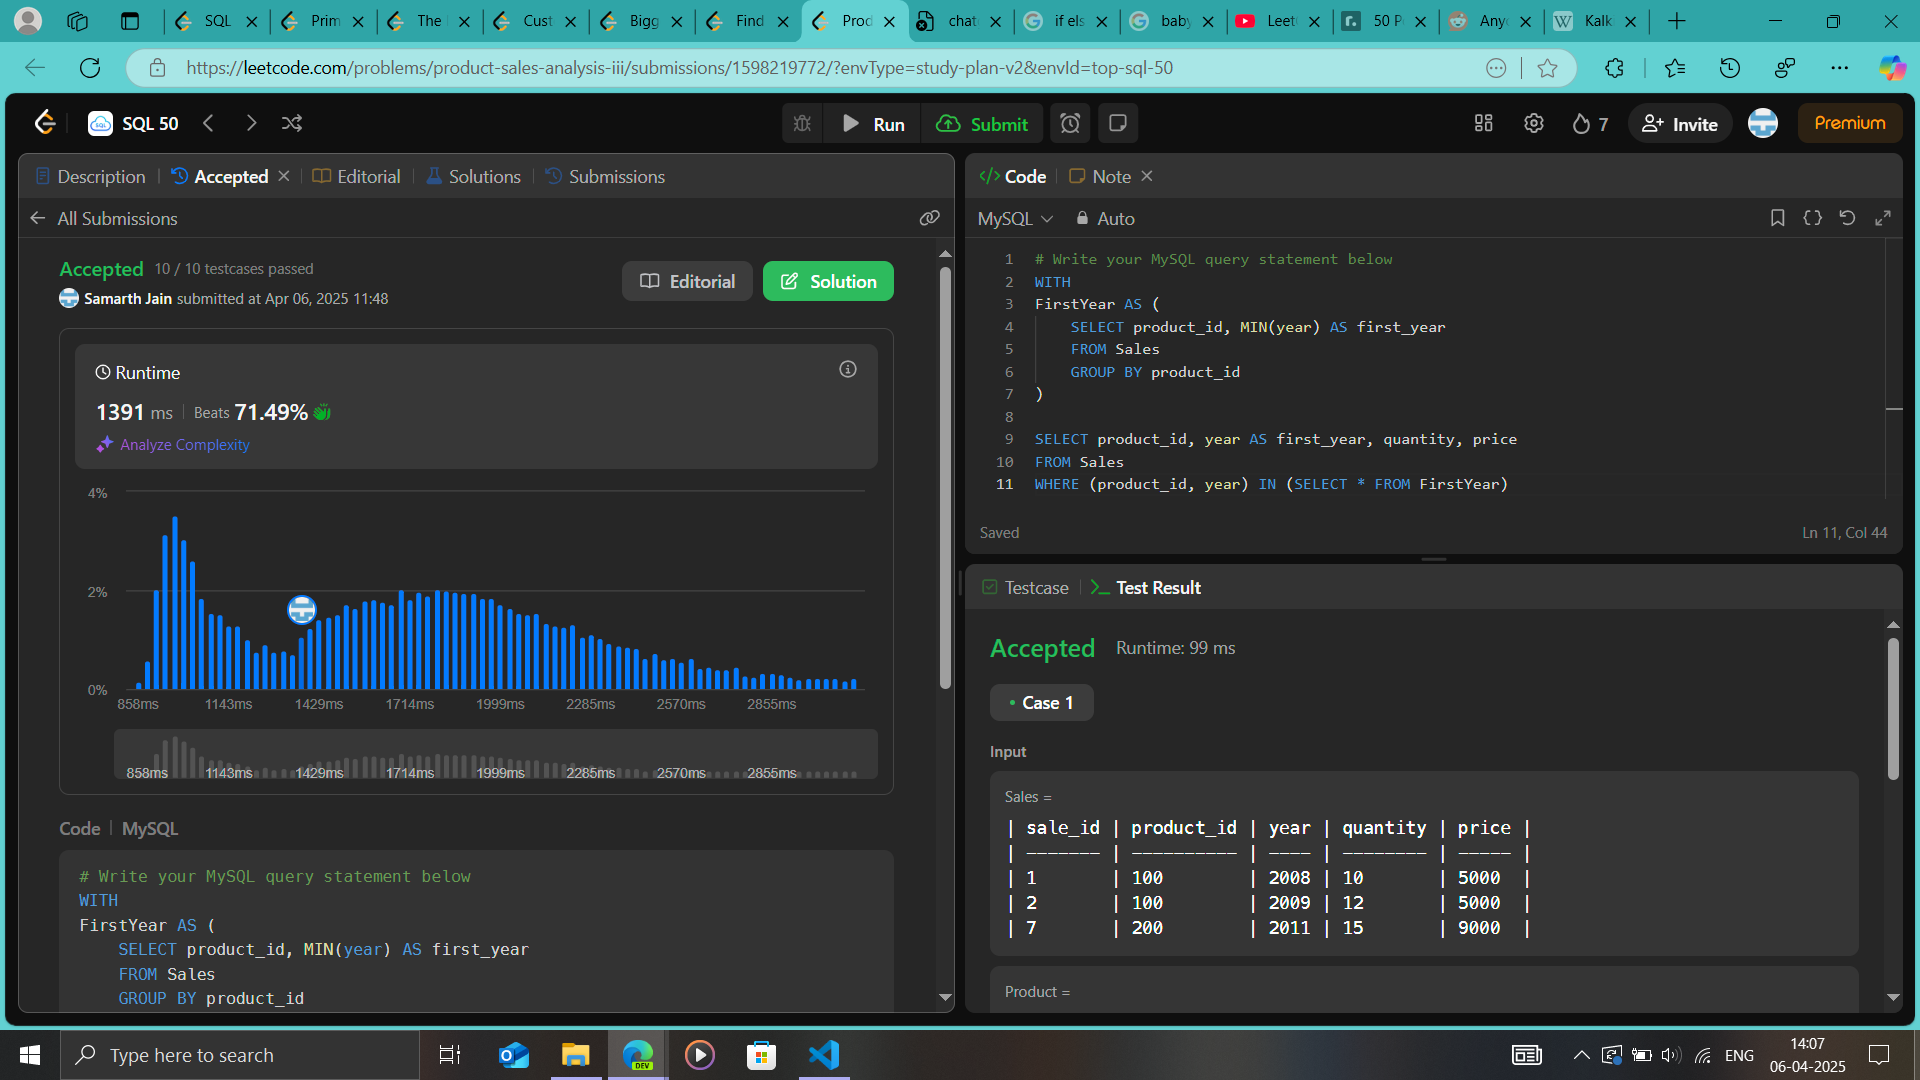 SQL
Prim
The
Cust
Bigg
Find
Prod
chat
if els
baby
Leet
50 P
Any
Kalk
https://leetcode.com/problems/product-sales-analysis-iii/submissions/1598219772/?envType=study-plan-v2&envId=top-sql-50
SQL 50
Run
Submit
7
Invite
Premium
Description
Accepted
Editorial
Solutions
Submissions
All Submissions
Accepted 10 / 10 testcases passed
Samarth Jain submitted at Apr 06, 2025 11:48
Editorial
Solution
Runtime
1391 ms Beats 71.49%
Analyze Complexity
4%
2%
0%
858ms 1143ms 1429ms 1714ms 1999ms 2285ms 2570ms 2855ms
858ms 1143ms 1429ms 1714ms 1999ms 2285ms 2570ms 2855ms
Code MySQL
# Write your MySQL query statement below
WITH
FirstYear AS (
SELECT product_id, MIN(year) AS first_year
FROM Sales
GROUP BY product_id
</> Code
Note
MySQL
Auto
1 # Write your MySQL query statement below
2 WITH
3 FirstYear AS (
4 SELECT product_id, MIN(year) AS first_year
5 FROM Sales
6 GROUP BY product_id
7 )
8
9 SELECT product_id, year AS first_year, quantity, price
10 FROM Sales
11 WHERE (product_id, year) IN (SELECT * FROM FirstYear)
Saved
Ln 11, Col 44
Testcase
Test Result
Accepted Runtime: 99 ms
• Case 1
Input
Sales =
| sale_id | product_id | year | quantity | price |
| ------- | ---------- | ---- | -------- | ----- |
| 1 | 100 | 2008 | 10 | 5000 |
| 2 | 100 | 2009 | 12 | 5000 |
| 7 | 200 | 2011 | 15 | 9000 |
Product =
Type here to search
DEV
ENG
14:07
06-04-2025